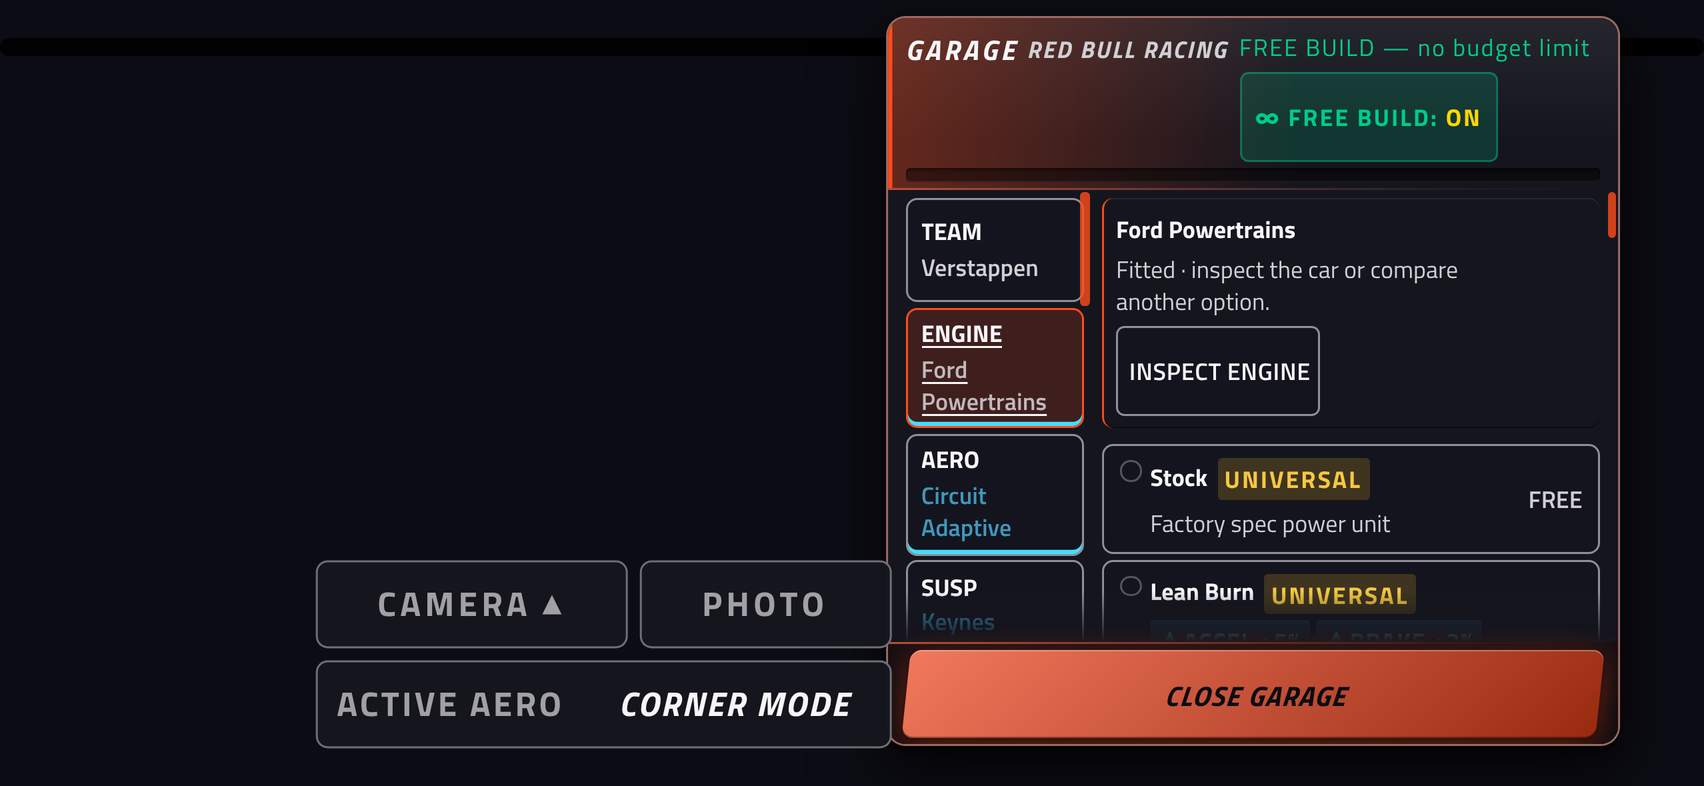 GARAGE RED BULL RACING FREE BUILD — no budget limit
∞ FREE BUILD: ON
TEAM
Verstappen
ENGINE
Ford
Powertrains
AERO
Circuit
Adaptive
SUSP
Keynes
Ford Powertrains
Fitted · inspect the car or compare
another option.
INSPECT ENGINE
Stock UNIVERSAL
FREE
Factory spec power unit
Lean Burn UNIVERSAL
CAMERA ▲
PHOTO
ACTIVE AERO CORNER MODE
CLOSE GARAGE